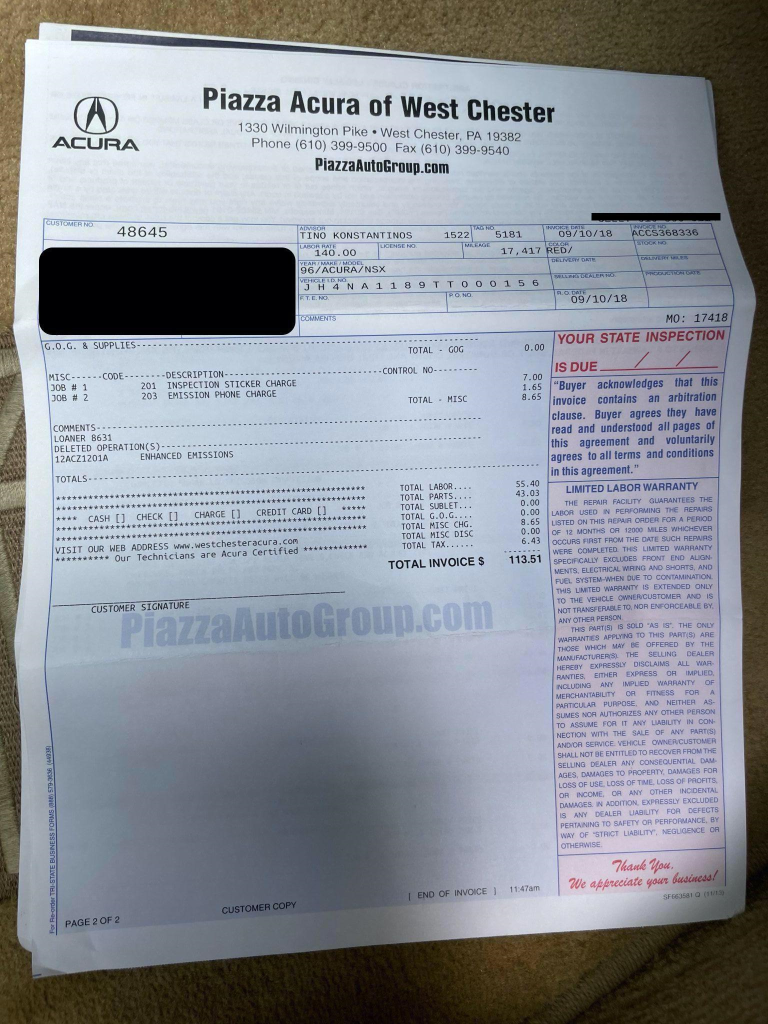 Piazza Acura of West Chester
ACURA
1330 Wilmington Pike • West Chester, PA 19382
Phone (610) 399-9500 Fax (610) 399-9540
PiazzaAutoGroup.com
CUSTOMER NO. 48645
ADVISOR TINO KONSTANTINOS 1522
TAG NO. 5181
INVOICE DATE 09/10/18
INVOICE NO. ACCS368336
LABOR RATE 140.00
LICENSE NO.
MILEAGE 17,417
COLOR RED/
STOCK NO.
YEAR / MAKE / MODEL 96/ACURA/NSX
DELIVERY DATE
DELIVERY MILES
VEHICLE I.D. NO. JH4NA1189TT000156
SELLING DEALER NO.
PRODUCTION DATE
F.T.E. NO.
P.O. NO.
R.O. DATE 09/10/18
COMMENTS
MO: 17418
G.O.G. & SUPPLIES
TOTAL - GOG 0.00
MISC------CODE-------DESCRIPTION-------CONTROL NO-------
JOB # 1 201 INSPECTION STICKER CHARGE 7.00
JOB # 2 203 EMISSION PHONE CHARGE 1.65
TOTAL - MISC 8.65
COMMENTS
LOANER 8631
DELETED OPERATION(S)
12ACZ1201A ENHANCED EMISSIONS
TOTALS
**** CASH [] CHECK [] CHARGE [] CREDIT CARD [] *****
VISIT OUR WEB ADDRESS www.westchesteracura.com
********** Our Technicians are Acura Certified ************
TOTAL LABOR.... 55.40
TOTAL PARTS.... 43.03
TOTAL SUBLET... 0.00
TOTAL G.O.G.... 0.00
TOTAL MISC CHG. 8.65
TOTAL MISC DISC 0.00
TOTAL TAX...... 6.43
TOTAL INVOICE $ 113.51
CUSTOMER SIGNATURE
PiazzaAutoGroup.com
YOUR STATE INSPECTION
IS DUE / /
"Buyer acknowledges that this
invoice contains an arbitration
clause. Buyer agrees they have
read and understood all pages of
this agreement and voluntarily
agrees to all terms and conditions
in this agreement."
LIMITED LABOR WARRANTY
THE REPAIR FACILITY GUARANTEES THE
LABOR USED IN PERFORMING THE REPAIRS
LISTED ON THIS REPAIR ORDER FOR A PERIOD
OF 12 MONTHS OR 12000 MILES WHICHEVER
OCCURS FIRST FROM THE DATE SUCH REPAIRS
WERE COMPLETED. THIS LIMITED WARRANTY
SPECIFICALLY EXCLUDES FRONT END ALIGN-
MENTS, ELECTRICAL WIRING AND SHORTS, AND
FUEL SYSTEM-WHEN DUE TO CONTAMINATION.
THIS LIMITED WARRANTY IS EXTENDED ONLY
TO THE VEHICLE OWNER/CUSTOMER AND IS
NOT TRANSFERABLE TO, NOR ENFORCEABLE BY,
ANY OTHER PERSON.
THIS PART(S) IS SOLD "AS IS". THE ONLY
WARRANTIES APPLYING TO THIS PART(S) ARE
THOSE WHICH MAY BE OFFERED BY THE
MANUFACTURER(S). THE SELLING DEALER
HEREBY EXPRESSLY DISCLAIMS ALL WAR-
RANTIES, EITHER EXPRESS OR IMPLIED,
INCLUDING ANY IMPLIED WARRANTY OF
MERCHANTABILITY OR FITNESS FOR A
PARTICULAR PURPOSE, AND NEITHER AS-
SUMES NOR AUTHORIZES ANY OTHER PERSON
TO ASSUME FOR IT ANY LIABILITY IN CON-
NECTION WITH THE SALE OF ANY PART(S)
AND/OR SERVICE. VEHICLE OWNER/CUSTOMER
SHALL NOT BE ENTITLED TO RECOVER FROM THE
SELLING DEALER ANY CONSEQUENTIAL DAM-
AGES, DAMAGES TO PROPERTY, DAMAGES FOR
LOSS OF USE, LOSS OF TIME, LOSS OF PROFITS,
OR INCOME, OR ANY OTHER INCIDENTAL
DAMAGES. IN ADDITION, EXPRESSLY EXCLUDED
IS ANY DEALER LIABILITY FOR DEFECTS
PERTAINING TO SAFETY OR PERFORMANCE, BY
WAY OF "STRICT LIABILITY", NEGLIGENCE OR
OTHERWISE.
Thank You.
We appreciate your business!
[ END OF INVOICE ] 11:47am
CUSTOMER COPY
PAGE 2 OF 2
SF663581 Q (11/13)
For Re-order TRI-STATE BUSINESS FORMS (888) 579-3636